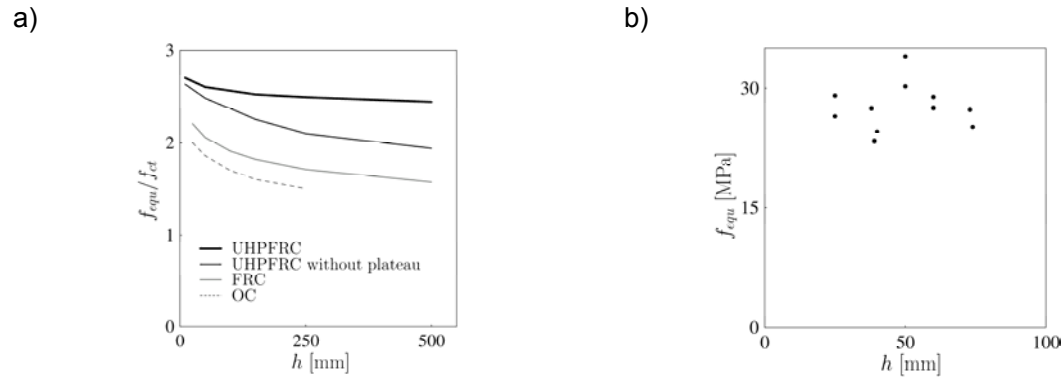 a)
3
2
1
0
f_equ/f_ct
UHPFRC
UHPFRC without plateau
FRC
OC
0
250
500
h [mm]
b)
30
15
0
f_equ [MPa]
0
50
100
h [mm]